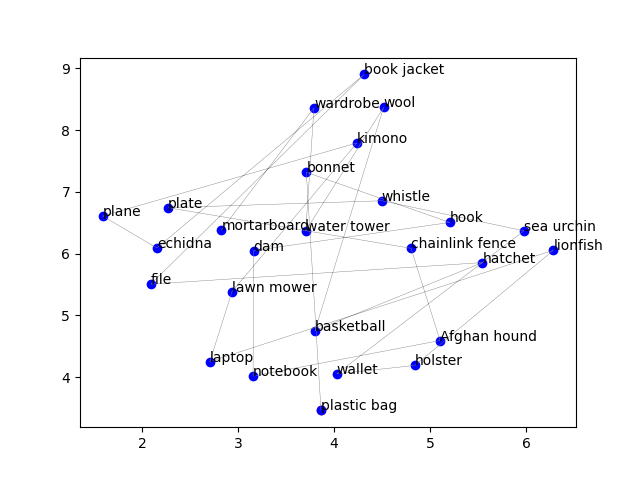 9
8
7
6
5
4
2
3
4
5
6
book jacket
wardrobe
wool
kimono
bonnet
whistle
plate
plane
hook
mortarboard
water tower
sea urchin
echidna
dam
chainlink fence
lionfish
hatchet
file
lawn mower
basketball
Afghan hound
laptop
holster
notebook
wallet
plastic bag